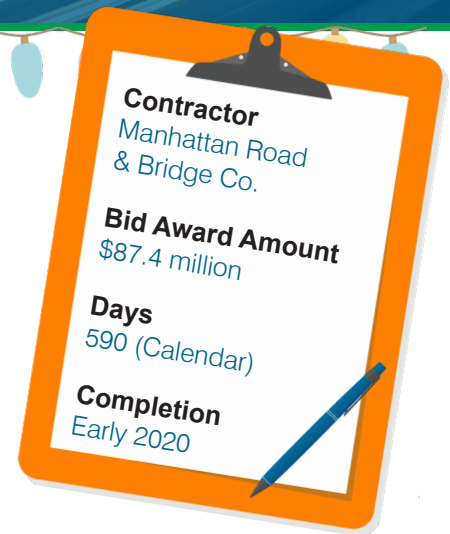 Contractor
Manhattan Road
& Bridge Co.
Bid Award Amount
$87.4 million
Days
590 (Calendar)
Completion
Early 2020